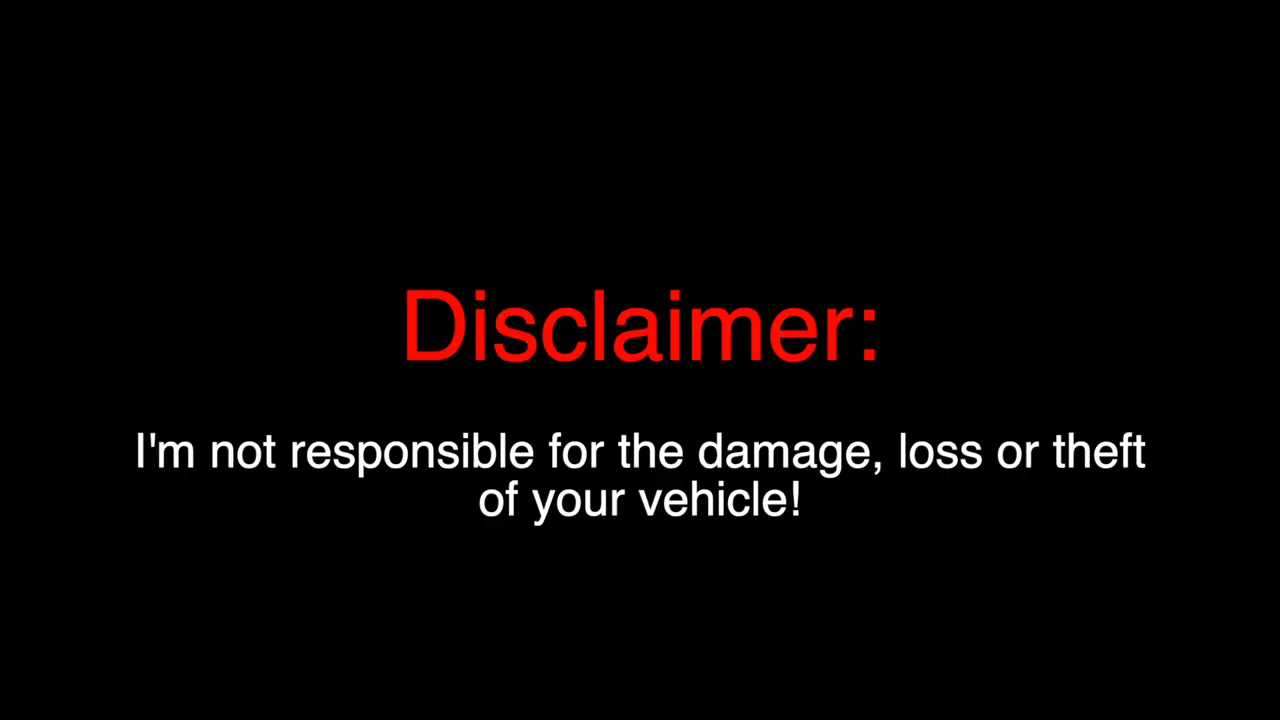 Disclaimer:
I'm not responsible for the damage, loss or theft
of your vehicle!